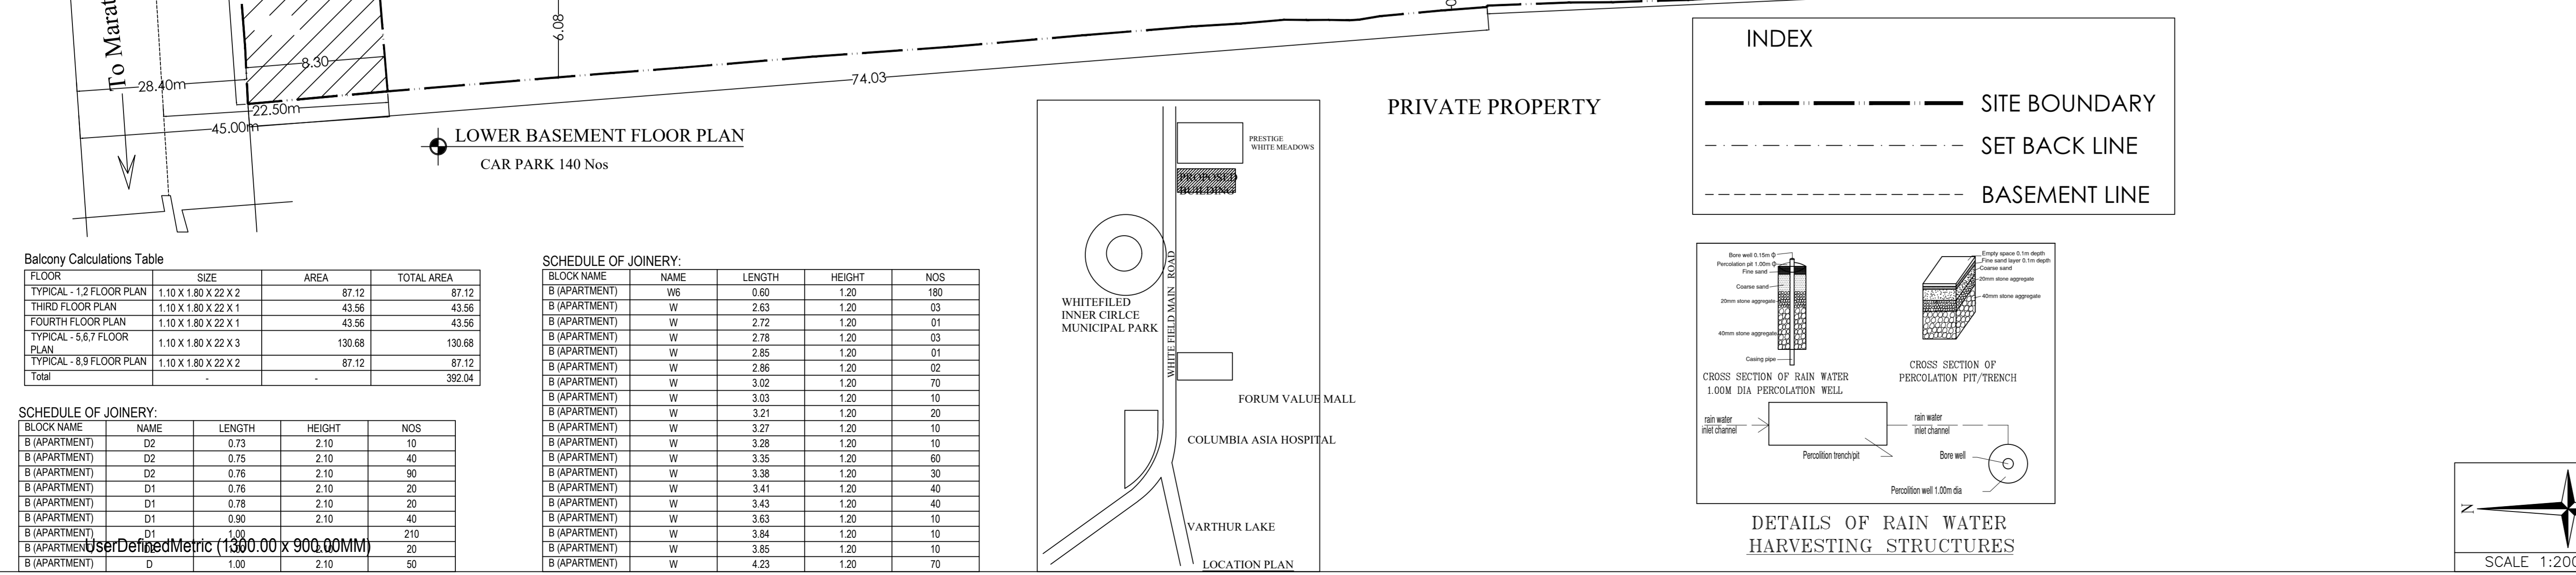 To Marat
28.40m
8.30
22.50m
45.00m
6.08
74.03
LOWER BASEMENT FLOOR PLAN
CAR PARK 140 Nos
PRIVATE PROPERTY
INDEX
SITE BOUNDARY
SET BACK LINE
BASEMENT LINE
Balcony Calculations Table
FLOOR SIZE AREA TOTAL AREA
TYPICAL - 1,2 FLOOR PLAN 1.10 X 1.80 X 22 X 2 87.12 87.12
THIRD FLOOR PLAN 1.10 X 1.80 X 22 X 1 43.56 43.56
FOURTH FLOOR PLAN 1.10 X 1.80 X 22 X 1 43.56 43.56
TYPICAL - 5,6,7 FLOOR
PLAN 1.10 X 1.80 X 22 X 3 130.68 130.68
TYPICAL - 8,9 FLOOR PLAN 1.10 X 1.80 X 22 X 2 87.12 87.12
Total - - 392.04
SCHEDULE OF JOINERY:
BLOCK NAME NAME LENGTH HEIGHT NOS
B (APARTMENT) D2 0.73 2.10 10
B (APARTMENT) D2 0.75 2.10 40
B (APARTMENT) D2 0.76 2.10 90
B (APARTMENT) D1 0.76 2.10 20
B (APARTMENT) D1 0.78 2.10 20
B (APARTMENT) D1 0.90 2.10 40
B (APARTMENT) D1 1.00 210
B (APARTMENT) 20
UserDefinedMetric (1300.00 x 900.00MM)
B (APARTMENT) D 1.00 2.10 50
SCHEDULE OF JOINERY:
BLOCK NAME NAME LENGTH HEIGHT NOS
B (APARTMENT) W6 0.60 1.20 180
B (APARTMENT) W 2.63 1.20 03
B (APARTMENT) W 2.72 1.20 01
B (APARTMENT) W 2.78 1.20 03
B (APARTMENT) W 2.85 1.20 01
B (APARTMENT) W 2.86 1.20 02
B (APARTMENT) W 3.02 1.20 70
B (APARTMENT) W 3.03 1.20 10
B (APARTMENT) W 3.21 1.20 20
B (APARTMENT) W 3.27 1.20 10
B (APARTMENT) W 3.28 1.20 10
B (APARTMENT) W 3.35 1.20 60
B (APARTMENT) W 3.38 1.20 30
B (APARTMENT) W 3.41 1.20 40
B (APARTMENT) W 3.43 1.20 40
B (APARTMENT) W 3.63 1.20 10
B (APARTMENT) W 3.84 1.20 10
B (APARTMENT) W 3.85 1.20 10
B (APARTMENT) W 4.23 1.20 70
PRESTIGE
WHITE MEADOWS
PROPOSED
BUILDING
WHITEFILED
INNER CIRLCE
MUNICIPAL PARK
WHITE FIELD MAIN ROAD
FORUM VALUE MALL
COLUMBIA ASIA HOSPITAL
VARTHUR LAKE
LOCATION PLAN
Bore well 0.15m Φ
Percolation pit 1.00m Φ
Fine sand
Coarse sand
20mm stone aggregate
40mm stone aggregate
Casing pipe
CROSS SECTION OF RAIN WATER
1.00M DIA PERCOLATION WELL
Empty space 0.1m depth
Fine sand layer 0.1m depth
Coarse sand
20mm stone aggregate
40mm stone aggregate
CROSS SECTION OF
PERCOLATION PIT/TRENCH
rain water
inlet channel
rain water
inlet channel
Percolition trench/pit
Bore well
Percolition well 1.00m dia
DETAILS OF RAIN WATER
HARVESTING STRUCTURES
N
SCALE 1:200